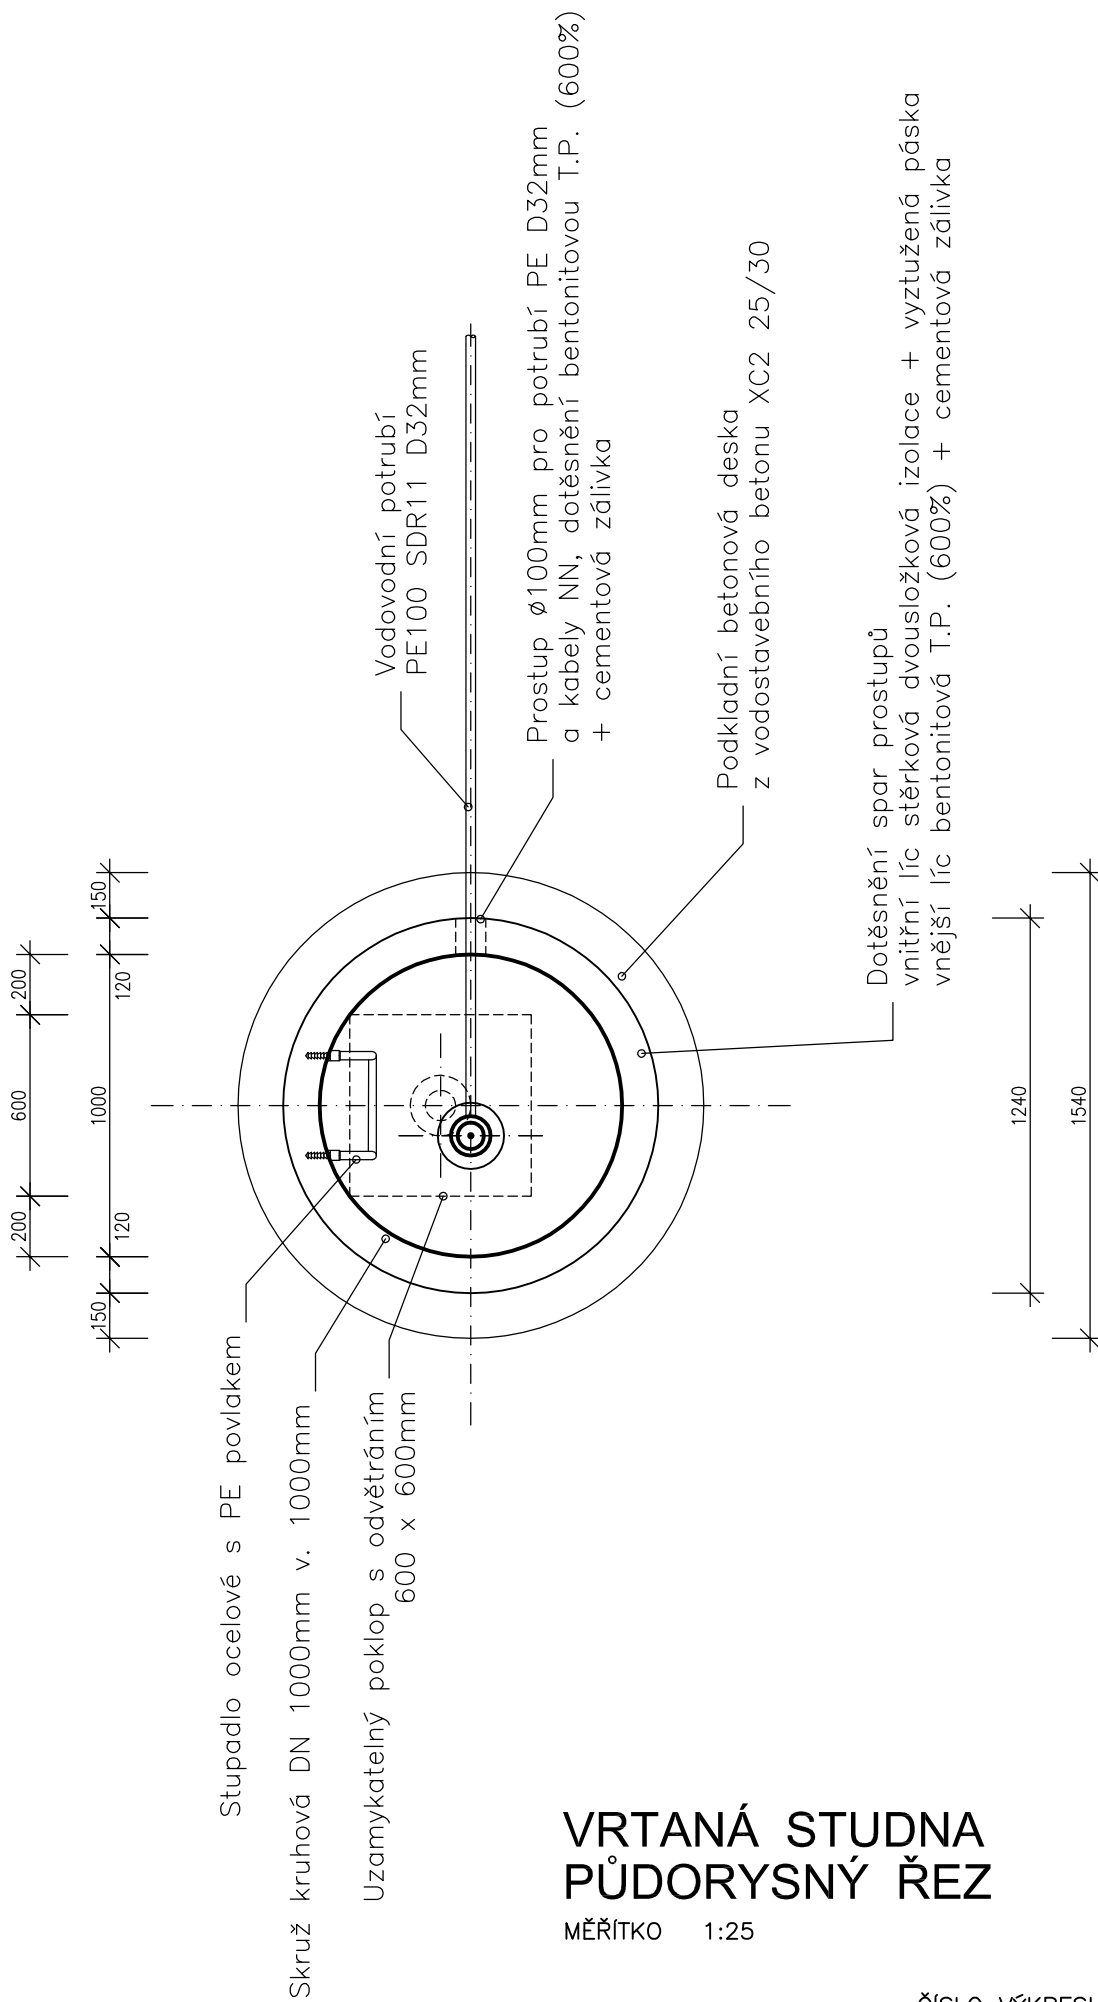 Vodovodní potrubí
PE100 SDR11 D32mm
Prostup ø100mm pro potrubí PE D32mm
a kabely NN, dotěsnění bentonitovou T.P. (600%)
+ cementová zálivka
Podkladní betonová deska
z vodostavebního betonu XC2 25/30
Dotěsnění spar prostupů
vnitřní líc stěrková dvousložková izolace + vyztužená páska
vnější líc bentonitová T.P. (600%) + cementová zálivka
200
600
200
150
120
1000
120
150
1240
1540
Stupadlo ocelové s PE povlakem
Skruž kruhová DN 1000mm v. 1000mm
Uzamykatelný poklop s odvětráním
600 x 600mm
VRTANÁ STUDNA
PŮDORYSNÝ ŘEZ
MĚŘÍTKO 1:25
ČÍSLO VÝKRESU